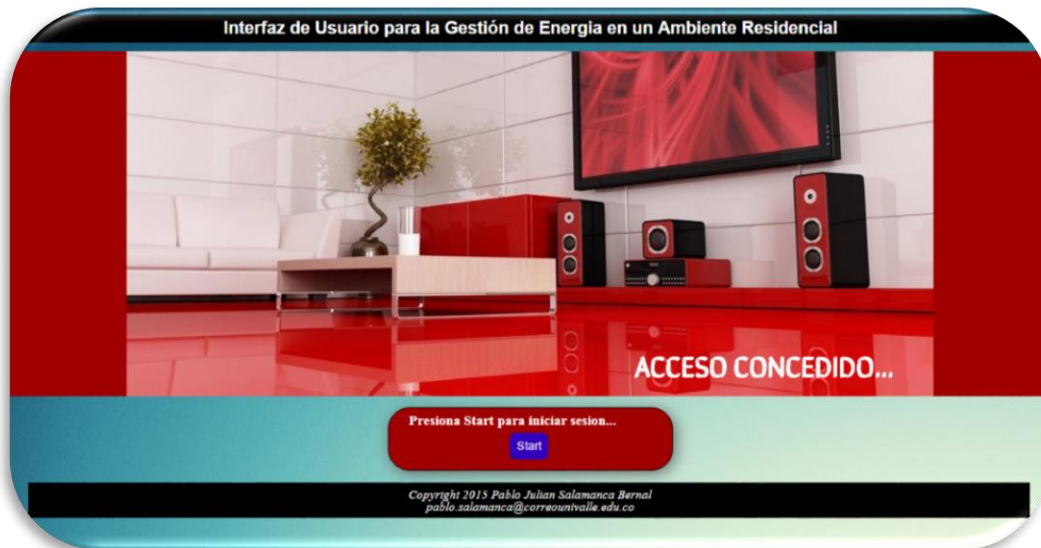 Interfaz de Usuario para la Gestión de Energia en un Ambiente Residencial
ACCESO CONCEDIDO...
Presiona Start para iniciar sesion...
Start
Copyright 2015 Pablo Julian Salamanca Bernal
pablo.salamanca@correounivalle.edu.co